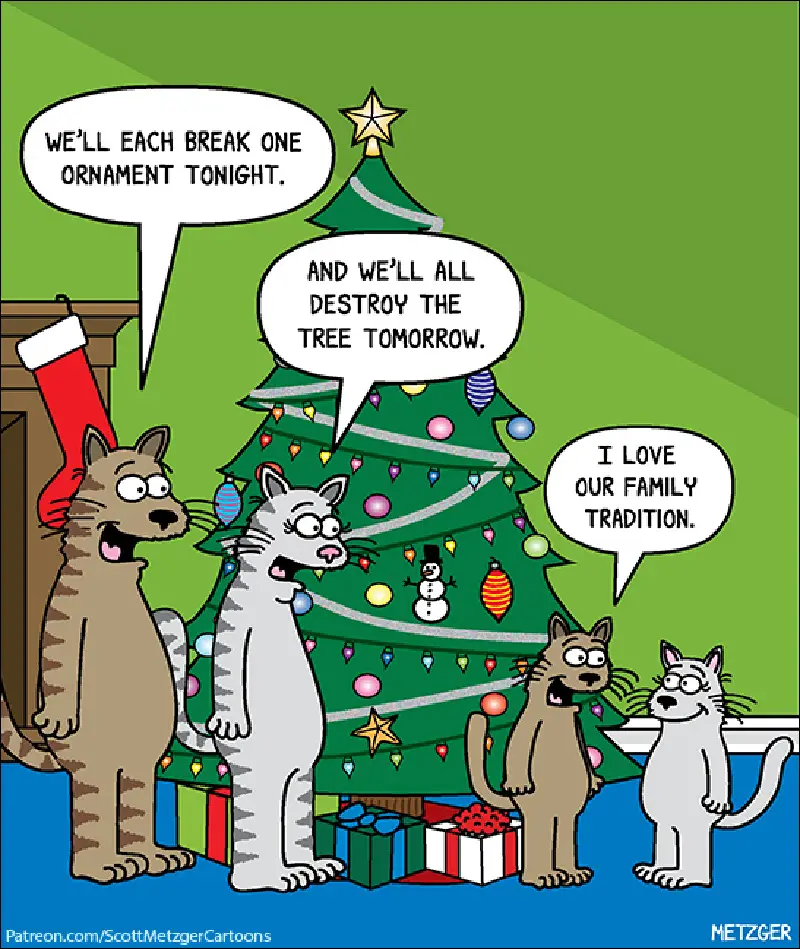 WE'LL EACH BREAK ONE
ORNAMENT TONIGHT.
AND WE'LL ALL
DESTROY THE
TREE TOMORROW.
I LOVE
OUR FAMILY
TRADITION.
Patreon.com/ScottMetzgerCartoons
METZGER